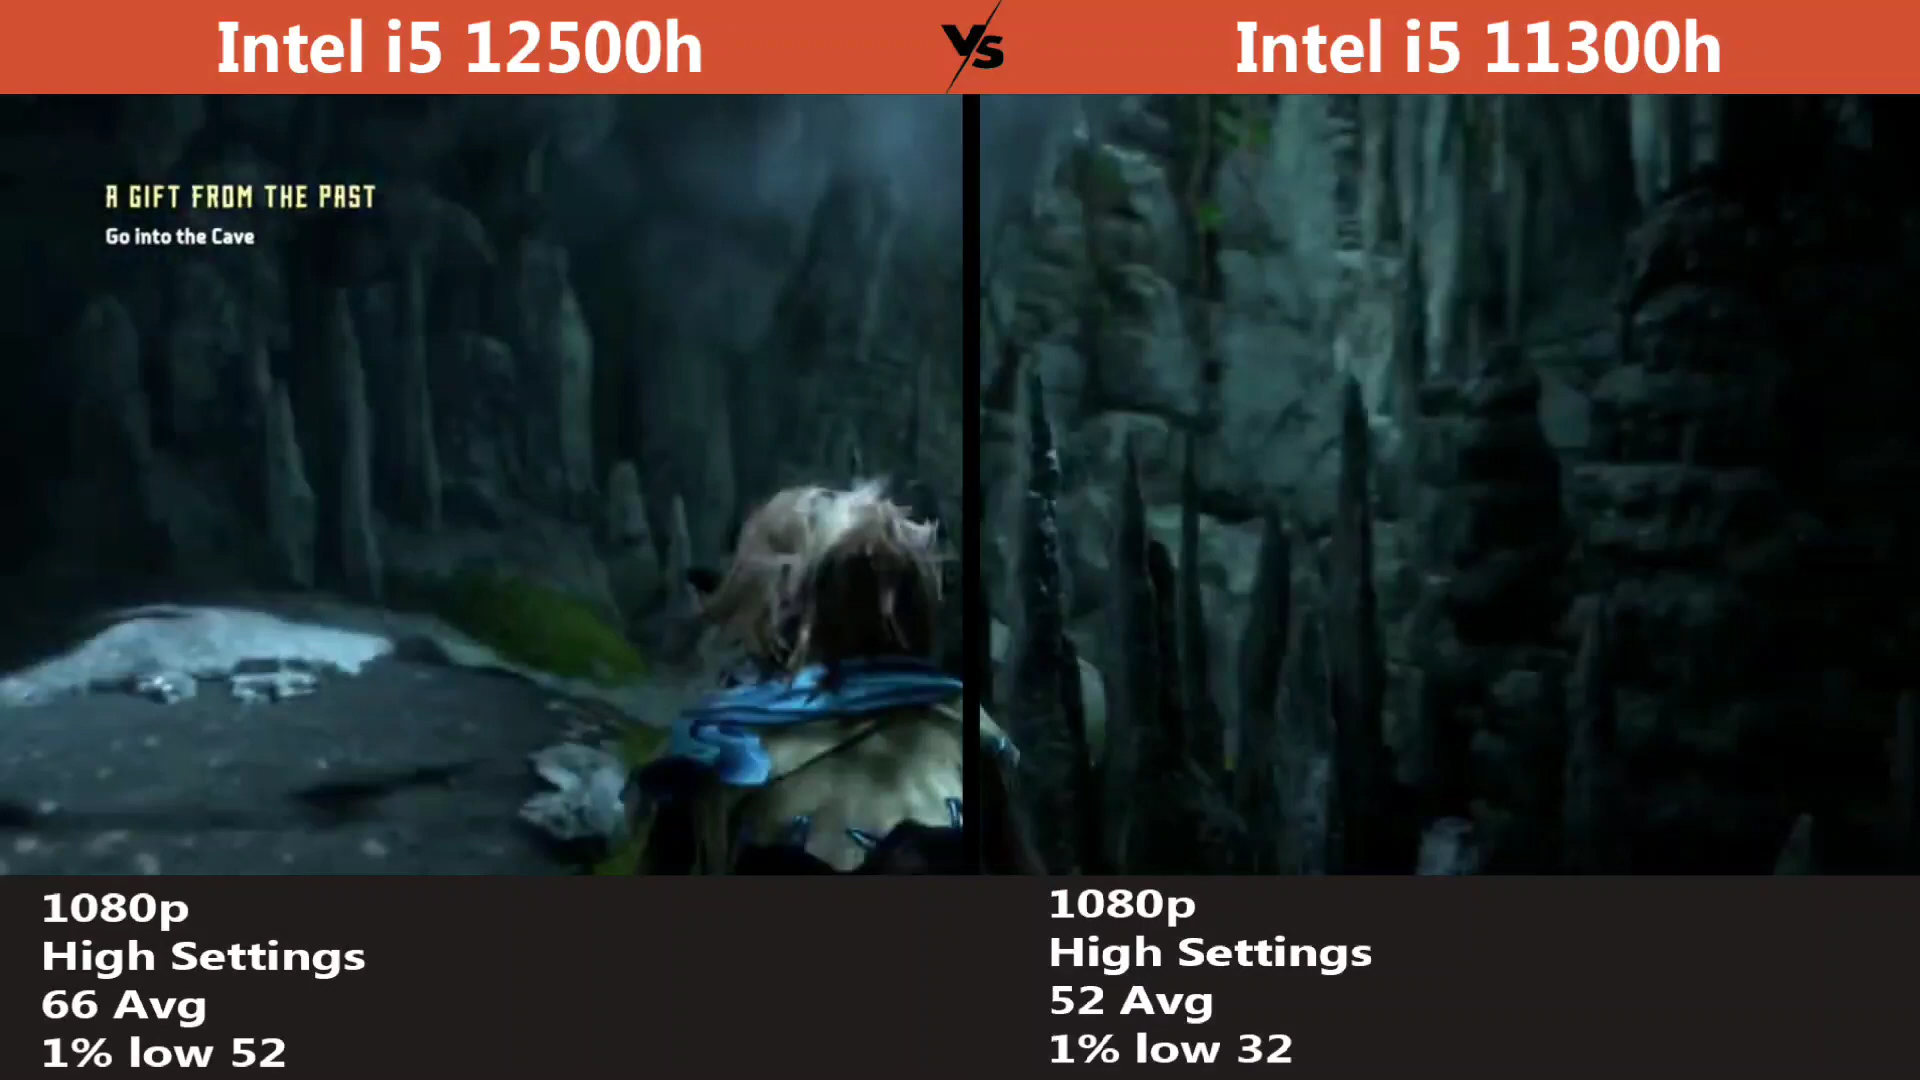 Intel i5 12500h
VS
Intel i5 11300h
A GIFT FROM THE PAST
Go into the Cave
1080p
High Settings
66 Avg
1% low 52
1080p
High Settings
52 Avg
1% low 32